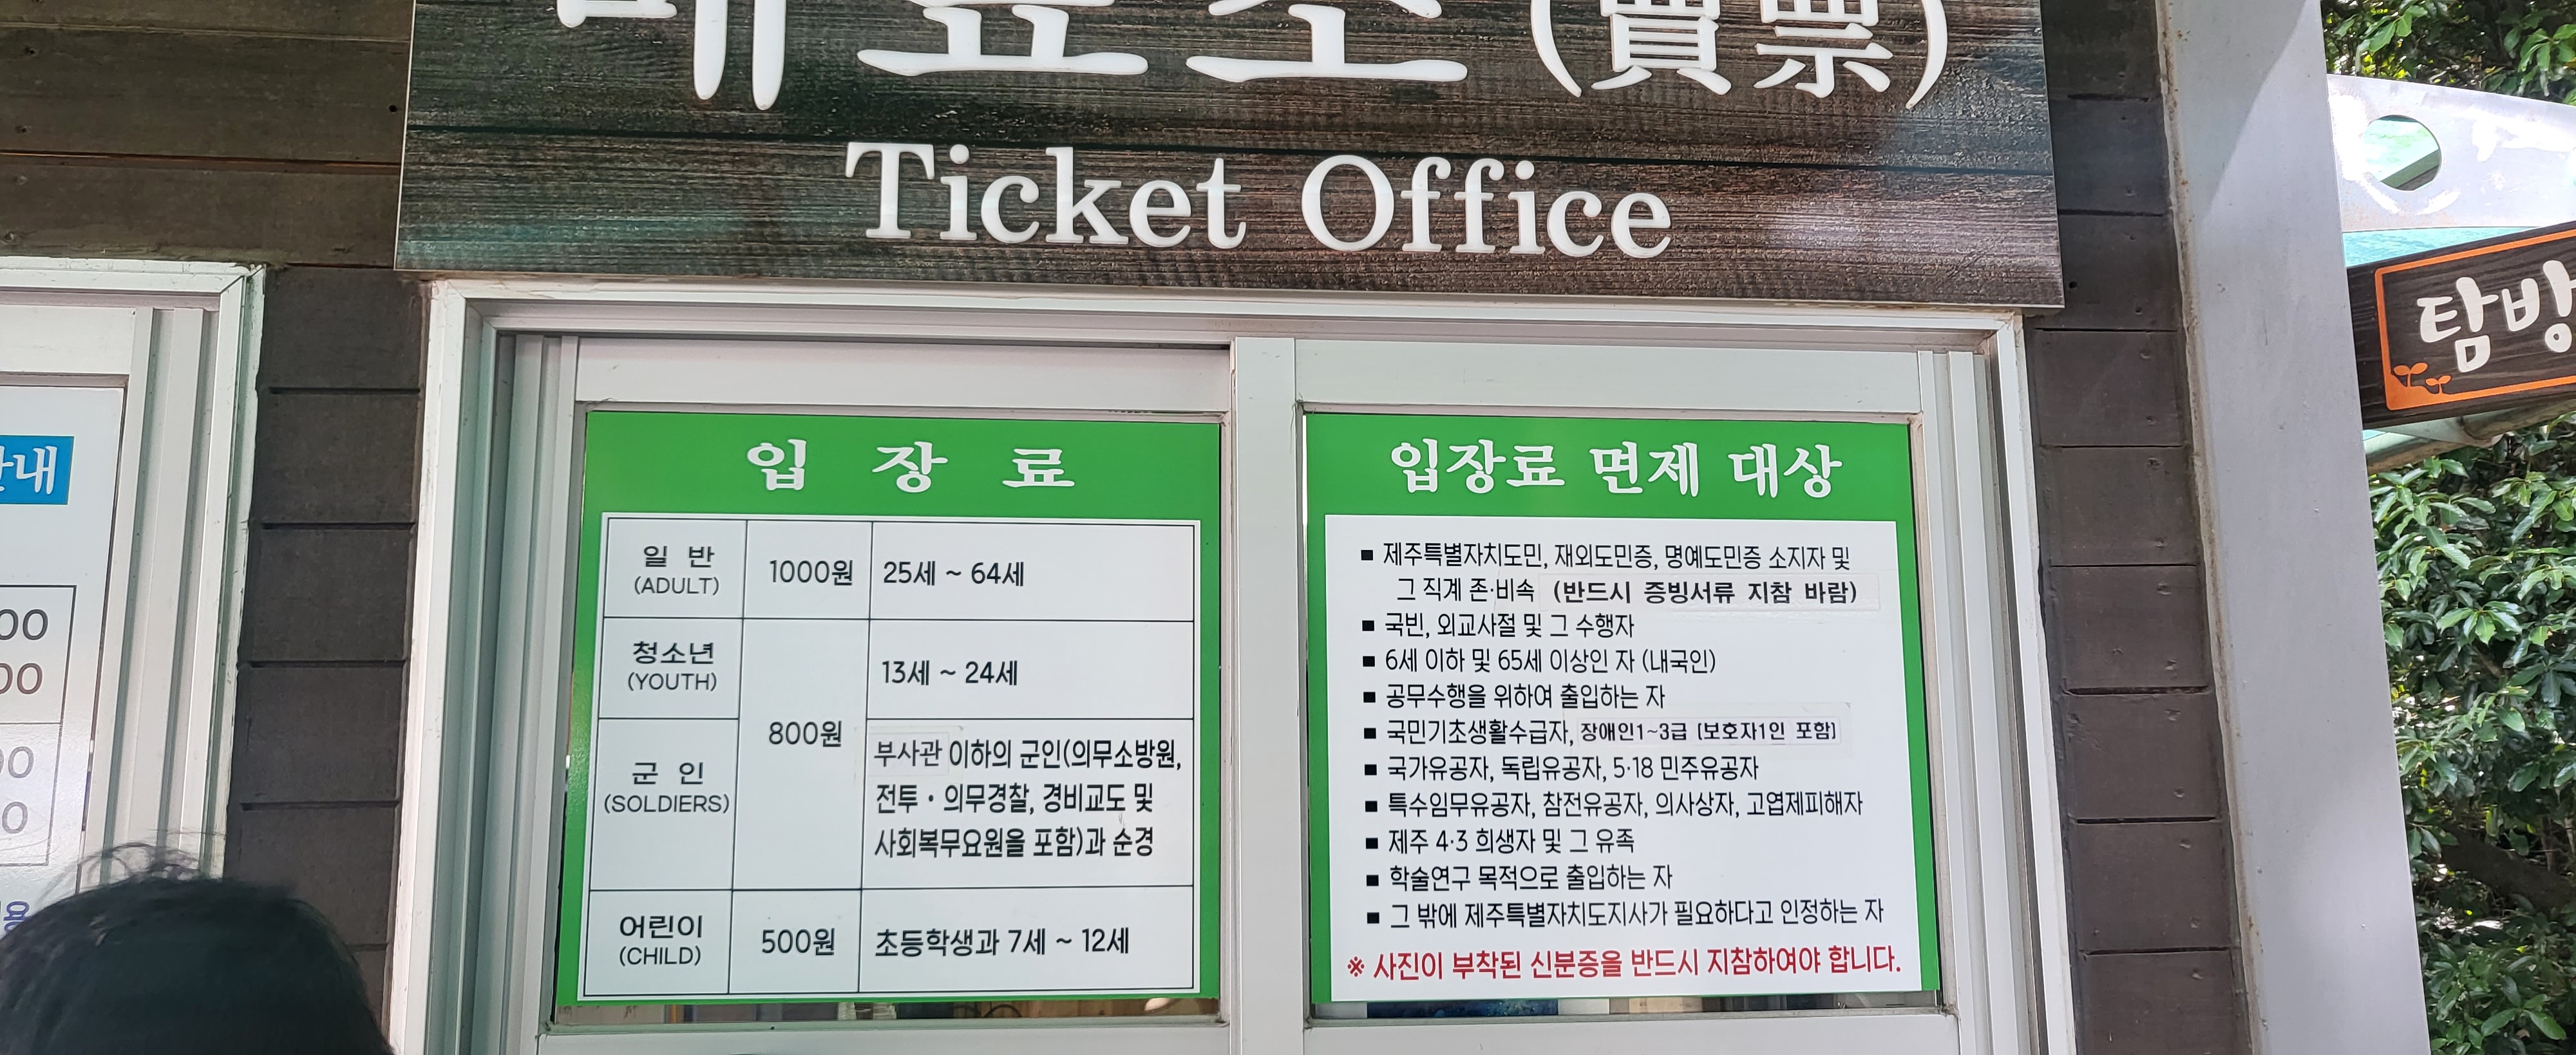 매표소(買票)
Ticket Office
탐방
안내
00
00
00
0
용
입 장 료
일 반
(ADULT)
1000원
25세 ~ 64세
청소년
(YOUTH)
800원
13세 ~ 24세
군 인
(SOLDIERS)
부사관 이하의 군인(의무소방원,
전투·의무경찰, 경비교도 및
사회복무요원을 포함)과 순경
어린이
(CHILD)
500원
초등학생과 7세 ~ 12세
입장료 면제 대상
■ 제주특별자치도민, 재외도민증, 명예도민증 소지자 및
그 직계 존·비속 (반드시 증빙서류 지참 바람)
■ 국빈, 외교사절 및 그 수행자
■ 6세 이하 및 65세 이상인 자 (내국인)
■ 공무수행을 위하여 출입하는 자
■ 국민기초생활수급자, 장애인1~3급 (보호자1인 포함)
■ 국가유공자, 독립유공자, 5·18 민주유공자
■ 특수임무유공자, 참전유공자, 의사상자, 고엽제피해자
■ 제주 4·3 희생자 및 그 유족
■ 학술연구 목적으로 출입하는 자
■ 그 밖에 제주특별자치도지사가 필요하다고 인정하는 자
※ 사진이 부착된 신분증을 반드시 지참하여야 합니다.